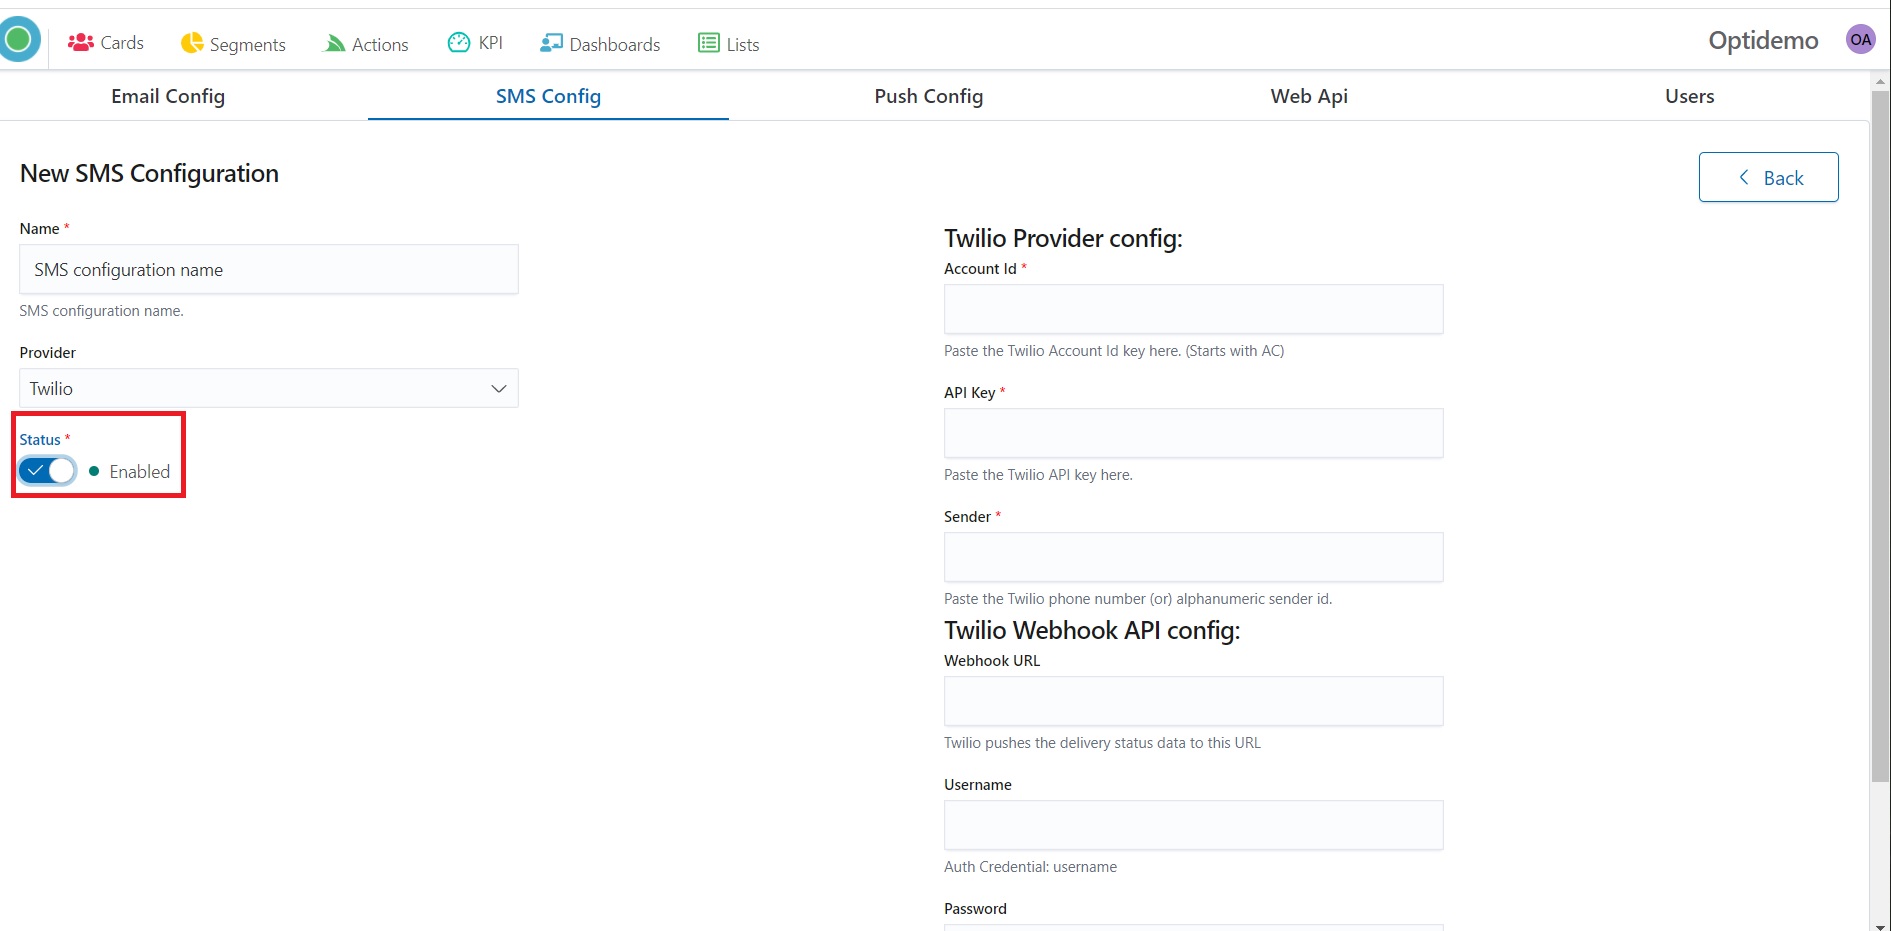 Cards Segments Actions KPI Dashboards Lists Optidemo OA
Email Config SMS Config Push Config Web Api Users
New SMS Configuration
Back
Name *
SMS configuration name
SMS configuration name.
Provider
Twilio
Status *
Enabled
Twilio Provider config:
Account Id *
Paste the Twilio Account Id key here. (Starts with AC)
API Key *
Paste the Twilio API key here.
Sender *
Paste the Twilio phone number (or) alphanumeric sender id.
Twilio Webhook API config:
Webhook URL
Twilio pushes the delivery status data to this URL
Username
Auth Credential: username
Password